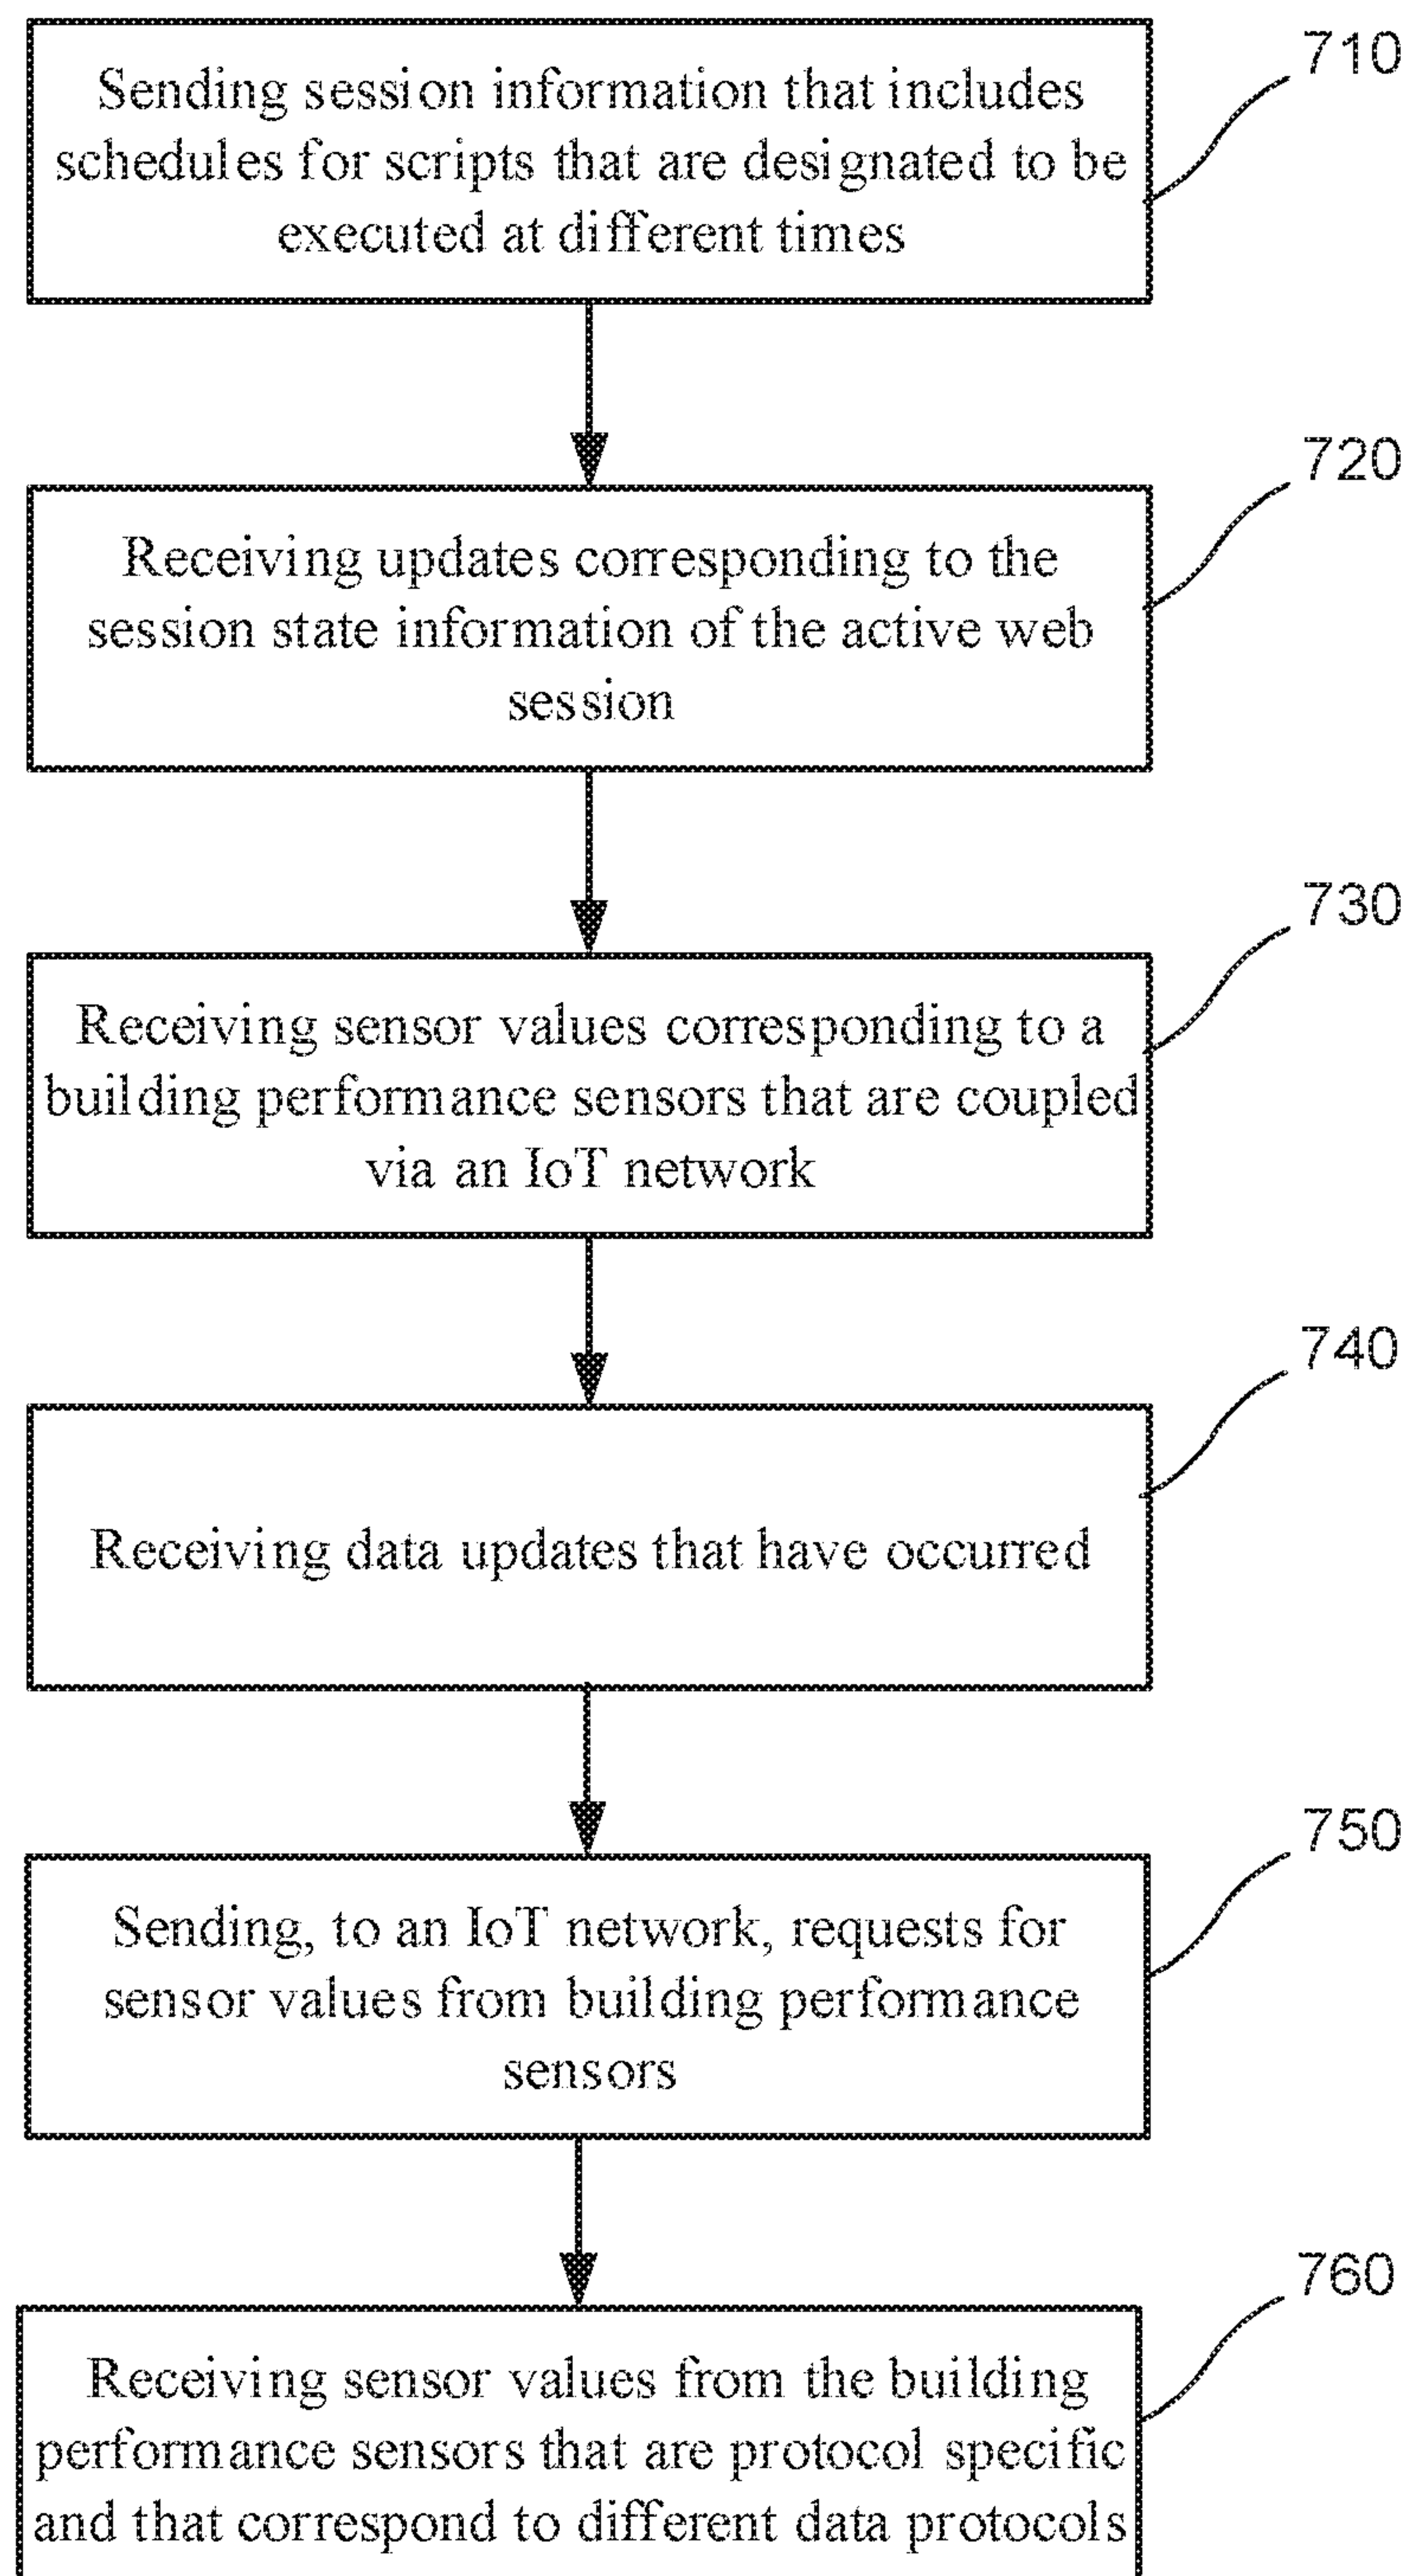 710
Sending session information that includes
schedules for scripts that are designated to be
executed at different times
720
Receiving updates corresponding to the
session state information of the active web
session
730
Receiving sensor values corresponding to a
building performance sensors that are coupled
via an IoT network
740
Receiving data updates that have occurred
750
Sending, to an IoT network, requests for
sensor values from building performance
sensors
760
Receiving sensor values from the building
performance sensors that are protocol specific
and that correspond to different data protocols